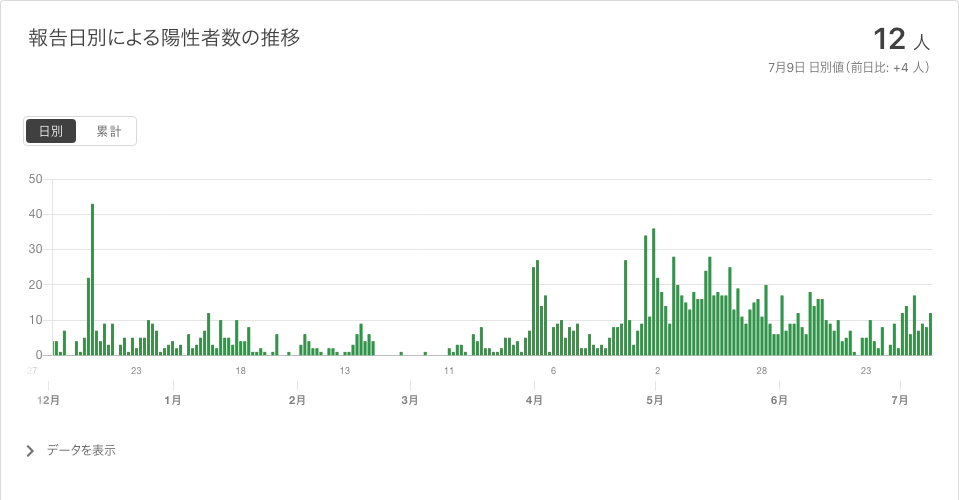 報告日別による陽性者数の推移
12 人
7月9日 日別値（前日比: +4 人）
日別 累計
50
40
30
20
10
0
27 23 18 13 11 6 2 28 23
12月 1月 2月 3月 4月 5月 6月 7月
データを表示